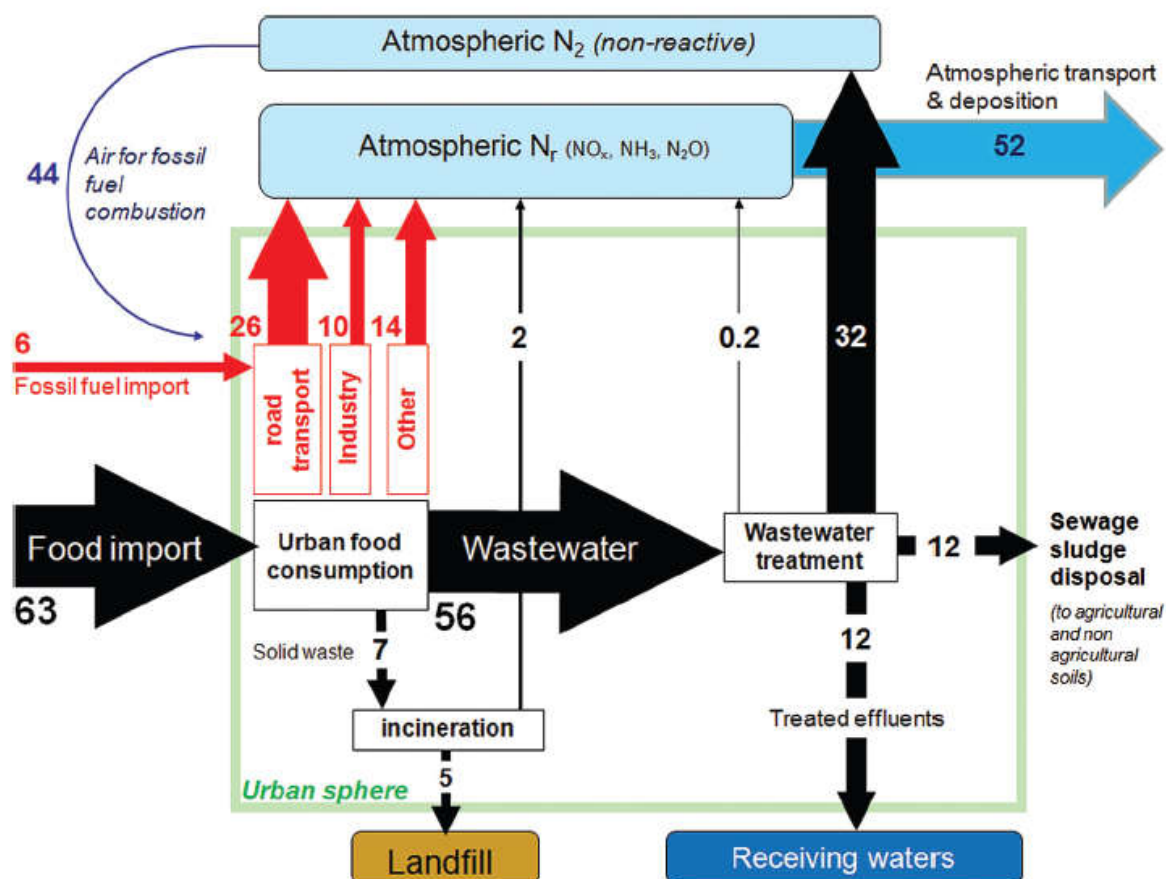 Atmospheric N₂ (non-reactive)
Atmospheric transport
& deposition
52
Atmospheric Nᵣ (NOₓ, NH₃, N₂O)
44
Air for fossil
fuel
combustion
6
Fossil fuel import
26
10
14
2
0.2
32
road
transport
Industry
Other
Food import
63
Urban food
consumption
Wastewater
56
Wastewater
treatment
12
Sewage
sludge
disposal
(to agricultural
and non
agricultural
soils)
Solid waste
7
12
Treated effluents
incineration
5
Urban sphere
Landfill
Receiving waters